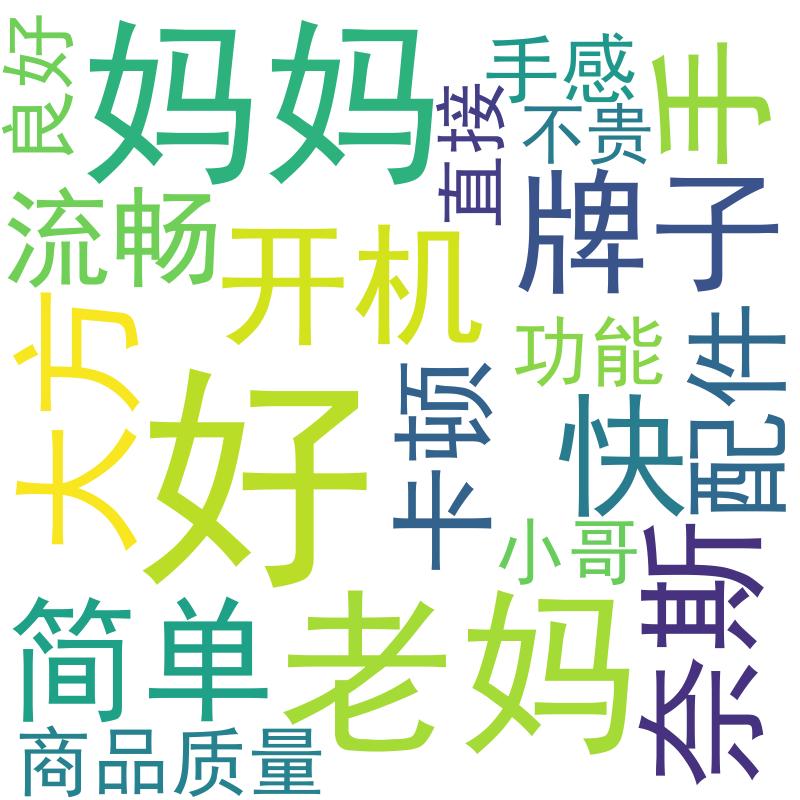 良好
妈妈
手感
手
直接
不贵
流畅
牌子
开机
大方
功能
配件
好
卡顿
快
小哥
奈斯
简单
老妈
商品质量